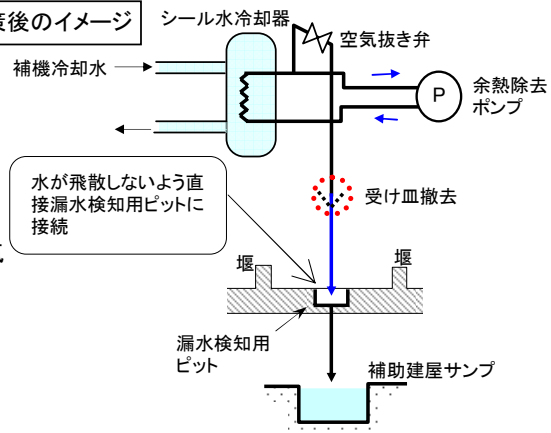 後のイメージ
シール水冷却器
空気抜き弁
補機冷却水
P
余熱除去
ポンプ
水が飛散しないよう直
接漏水検知用ピットに
接続
受け皿撤去
堰
堰
漏水検知用
ピット
補助建屋サンプ